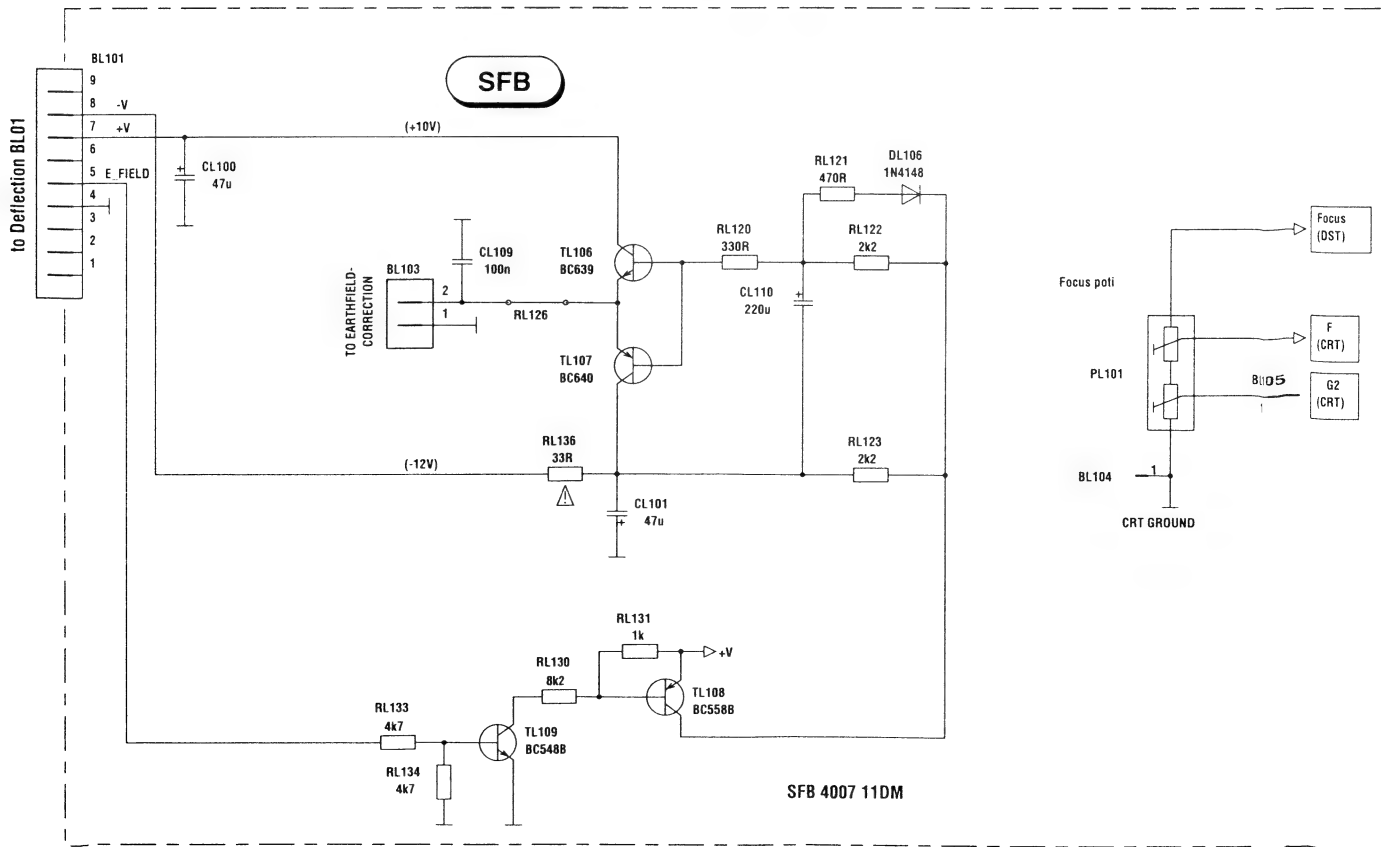 SFB
to Deflection BL01
BL101
9
8
-V
7
+V
6
5
E_FIELD
4
3
2
1
(+10V)
CL100
47u
RL121
470R
DL106
1N4148
CL109
100n
TL106
BC639
RL120
330R
RL122
2k2
BL103
2
1
TO EARTHFIELD-
CORRECTION
RL126
CL110
220u
TL107
BC640
(-12V)
RL136
33R
RL123
2k2
CL101
47u
Focus
(DST)
Focus poti
F
(CRT)
PL101
BL105
1
G2
(CRT)
BL104
1
CRT GROUND
RL131
1k
+V
RL130
8k2
TL108
BC558B
RL133
4k7
TL109
BC548B
RL134
4k7
SFB 4007 11DM